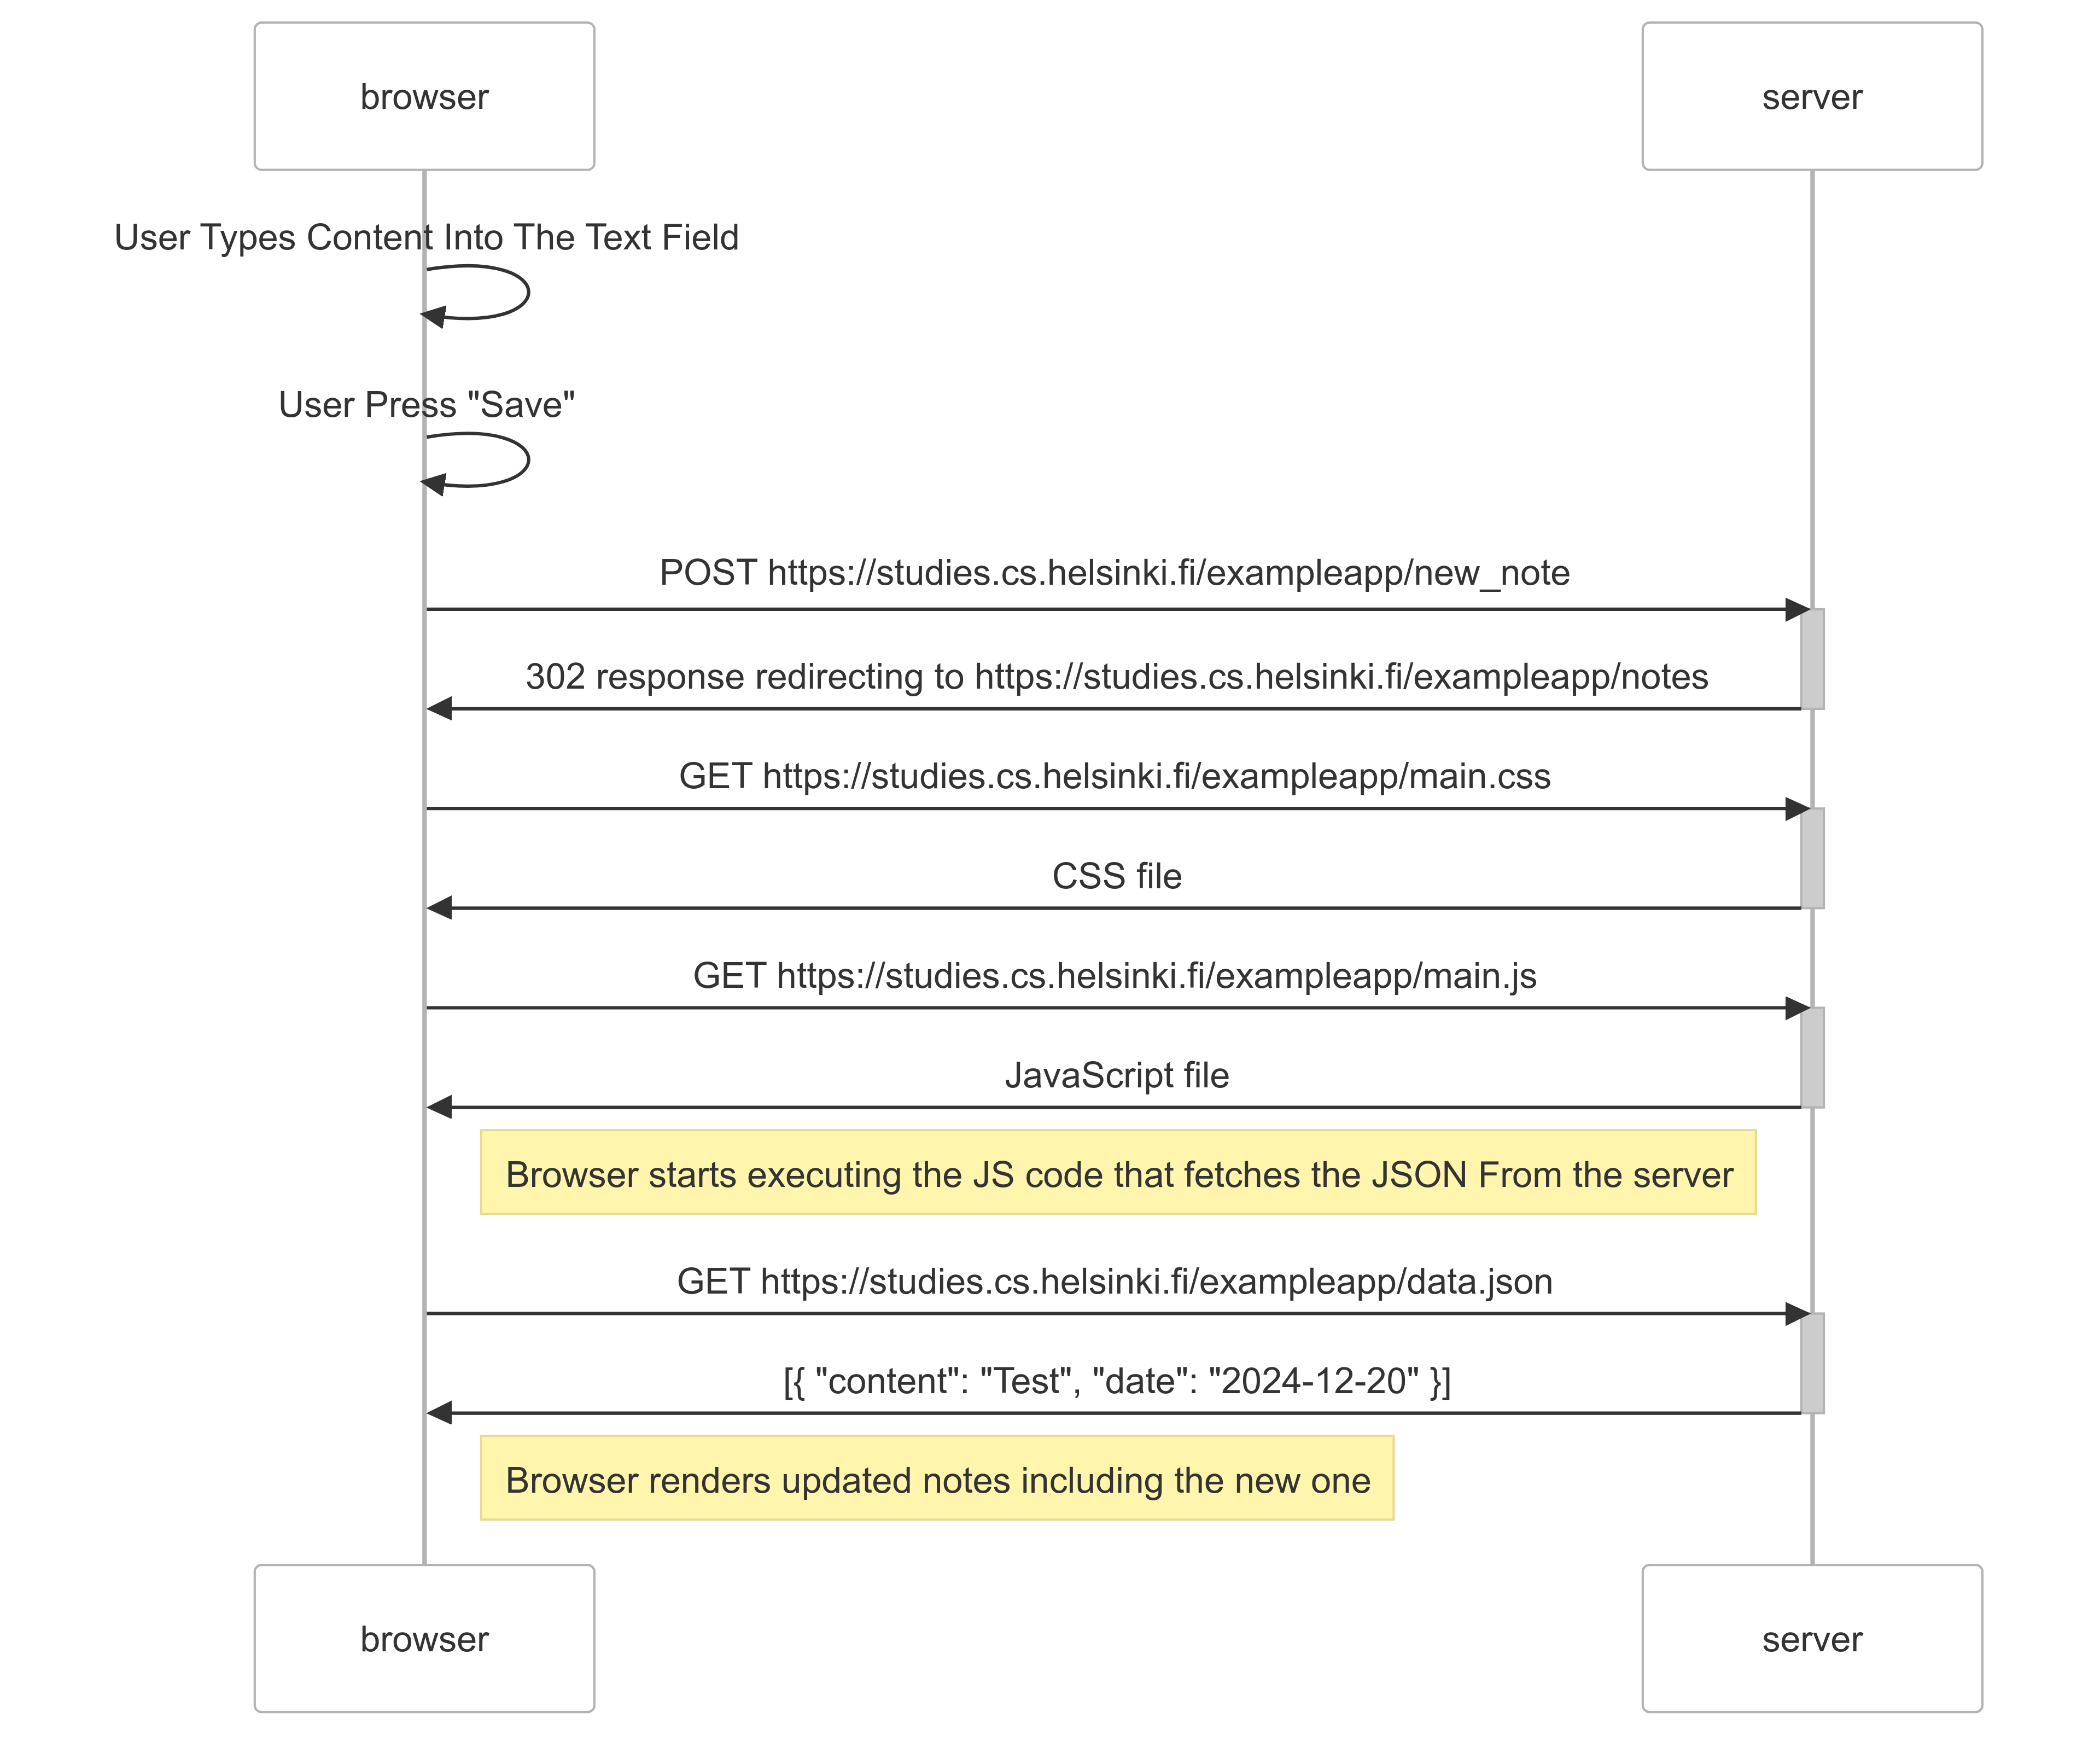 browser
server
User Types Content Into The Text Field
User Press "Save"
POST https://studies.cs.helsinki.fi/exampleapp/new_note
302 response redirecting to https://studies.cs.helsinki.fi/exampleapp/notes
GET https://studies.cs.helsinki.fi/exampleapp/main.css
CSS file
GET https://studies.cs.helsinki.fi/exampleapp/main.js
JavaScript file
Browser starts executing the JS code that fetches the JSON From the server
GET https://studies.cs.helsinki.fi/exampleapp/data.json
[{ "content": "Test", "date": "2024-12-20" }]
Browser renders updated notes including the new one
browser
server